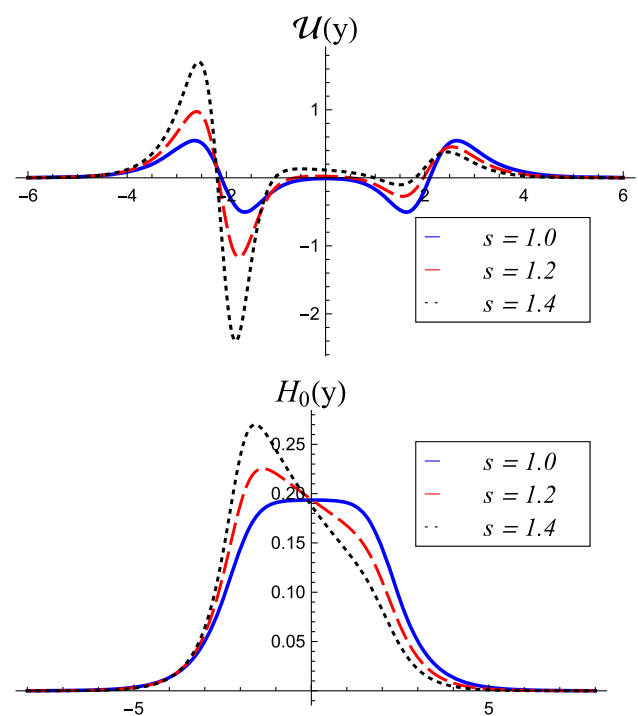 𝒰(y)
1
−6
−4
−2
2
4
6
−1
−2
s = 1.0
s = 1.2
s = 1.4
H₀(y)
0.25
0.20
0.15
0.10
0.05
−5
5
s = 1.0
s = 1.2
s = 1.4